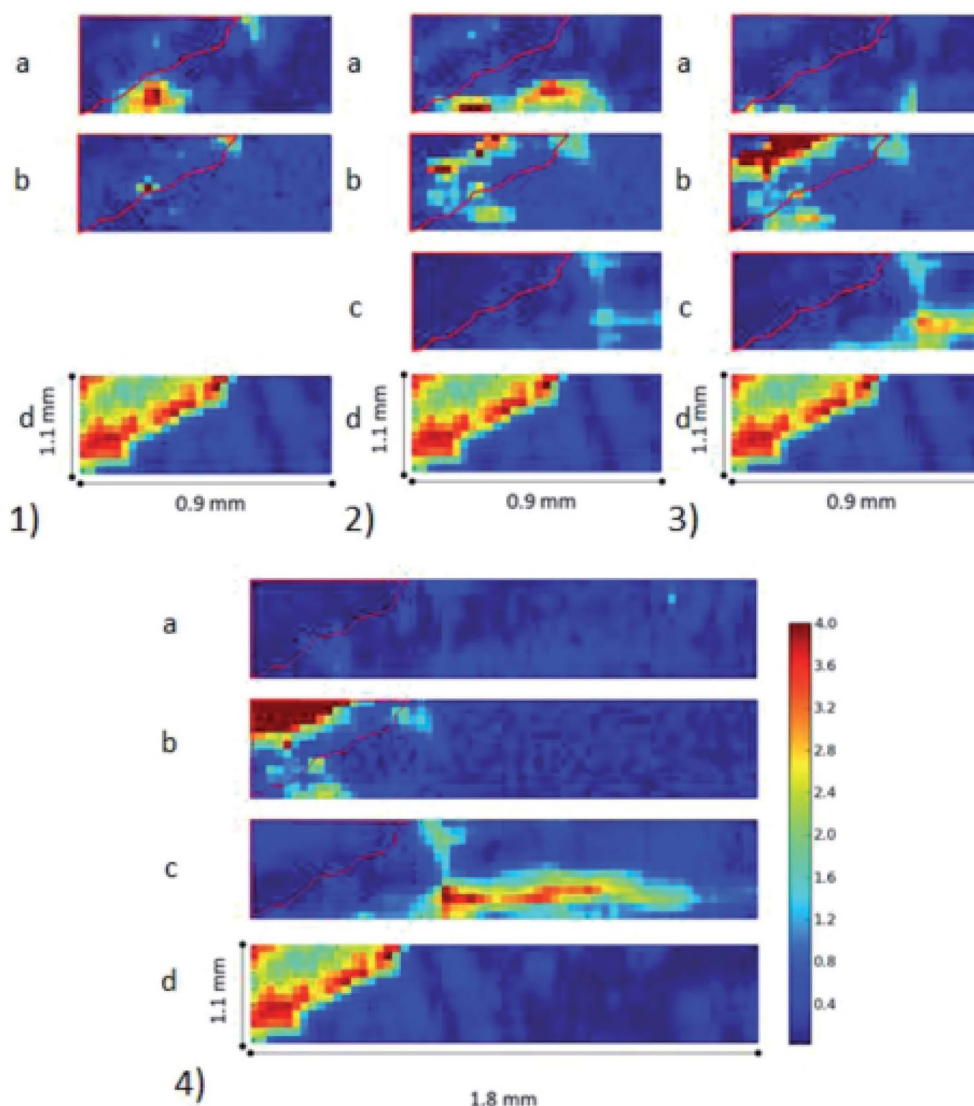 a a a
b b b
c c
d d d
1.1 mm 1.1 mm 1.1 mm
0.9 mm 0.9 mm 0.9 mm
1) 2) 3)
a
4.0
b
3.6
3.2
2.8
c
2.4
2.0
1.6
1.2
d
0.8
0.4
1.1 mm
4)
1.8 mm